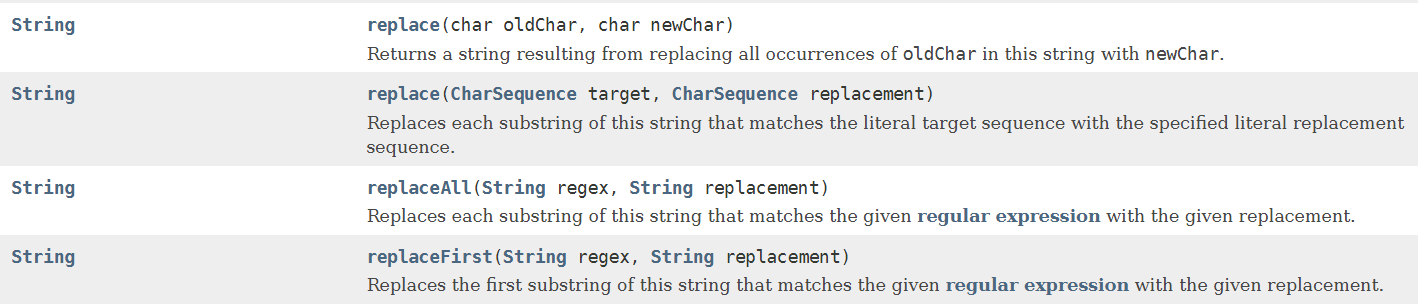 String replace(char oldChar, char newChar)
Returns a string resulting from replacing all occurrences of oldChar in this string with newChar.
String replace(CharSequence target, CharSequence replacement)
Replaces each substring of this string that matches the literal target sequence with the specified literal replacement
sequence.
String replaceAll(String regex, String replacement)
Replaces each substring of this string that matches the given regular expression with the given replacement.
String replaceFirst(String regex, String replacement)
Replaces the first substring of this string that matches the given regular expression with the given replacement.